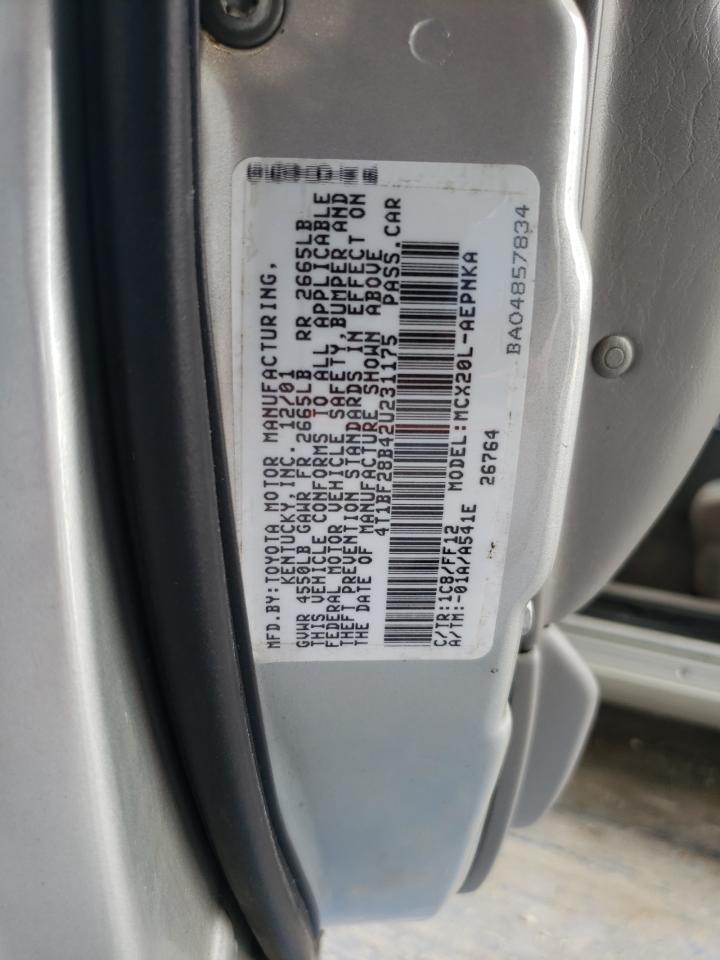 MFD.BY:TOYOTA MOTOR MANUFACTURING,
KENTUCKY,INC. 12/01
GVWR 4550LB GAWR FR 2665LB RR 2665LB
THIS VEHICLE CONFORMS TO ALL APPLICABLE
FEDERAL MOTOR VEHICLE SAFETY,BUMPER AND
THEFT PREVENTION STANDARDS IN EFFECT ON
THE DATE OF MANUFACTURE SHOWN ABOVE
4T1BF28B42U231175 PASS.CAR
C/TR:1C8/FF12 MODEL:MCX20L-AEPNKA
A/TM:-01A/A541E
26764
BA04857834